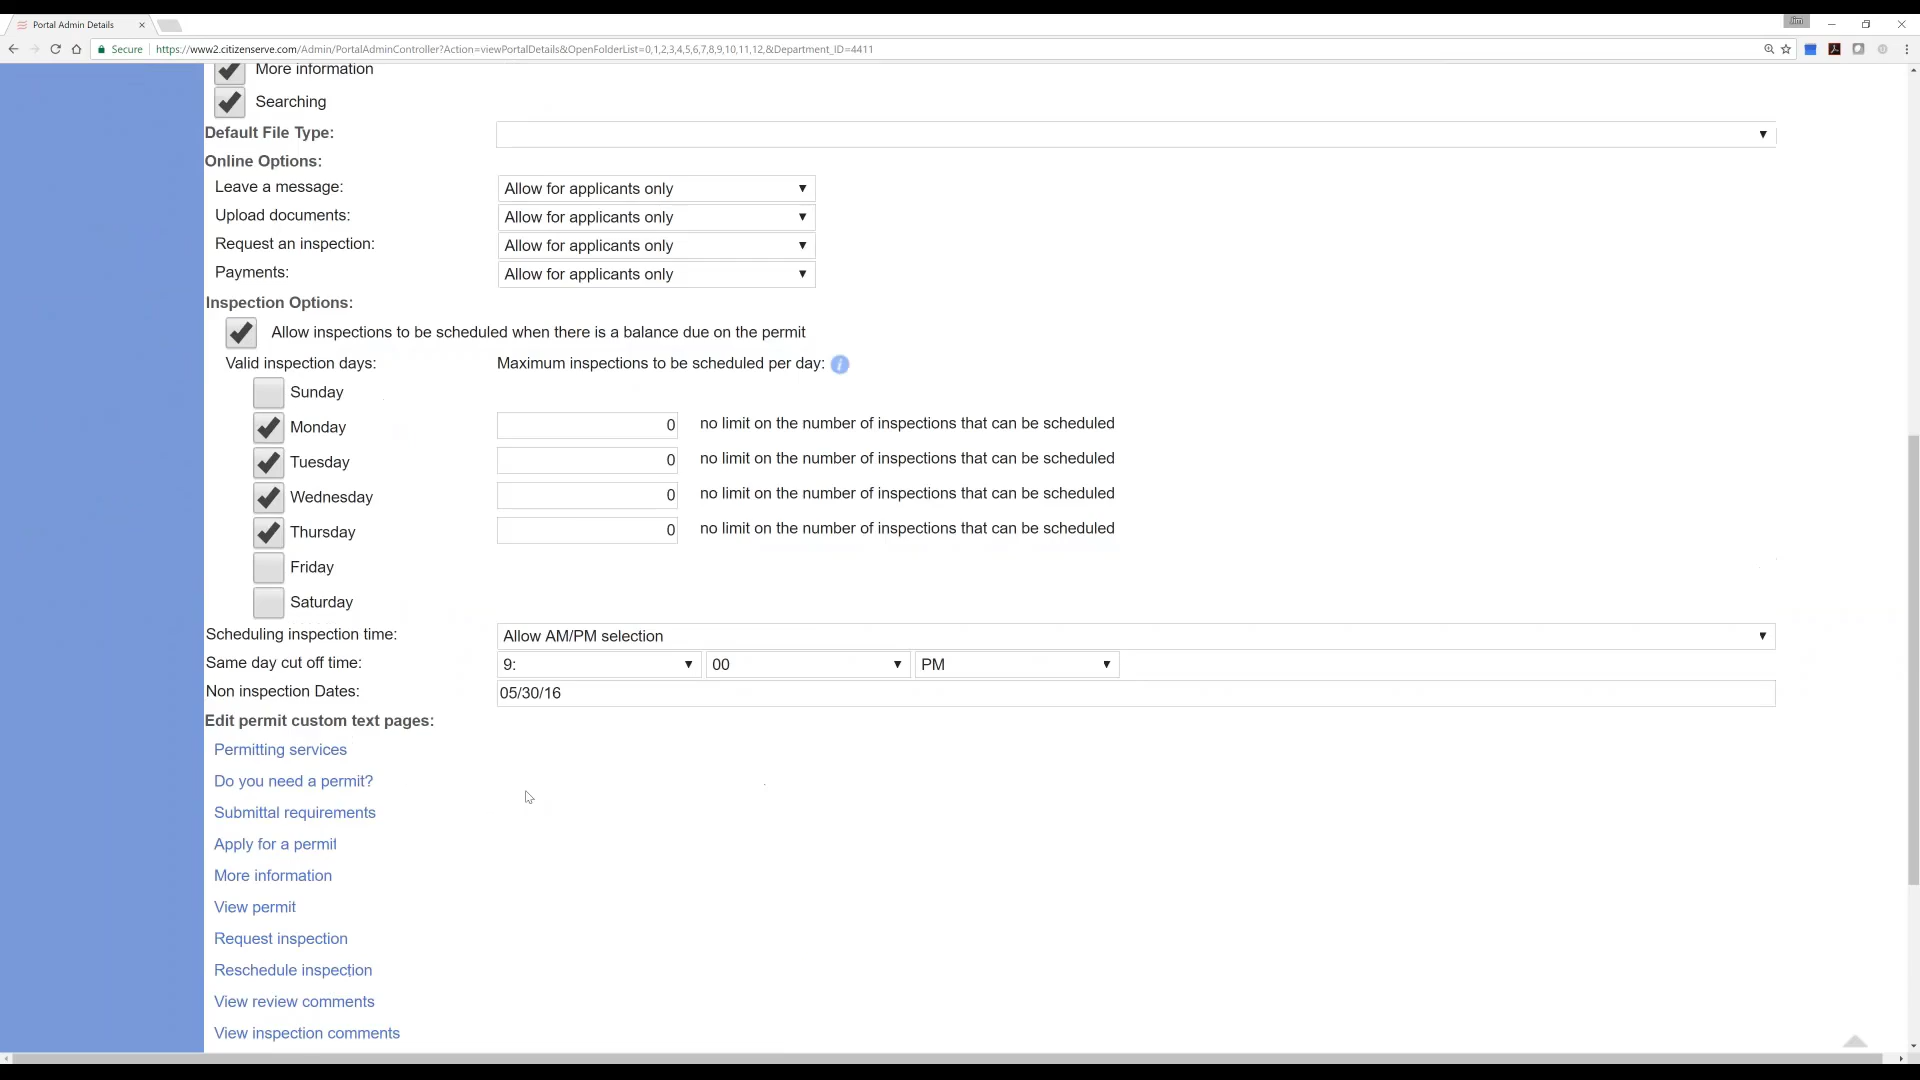 Portal Admin Details
Jim
Secure https://www2.citizenserve.com/Admin/PortalAdminController?Action=viewPortalDetails&OpenFolderList=0,1,2,3,4,5,6,7,8,9,10,11,12,&Department_ID=4411
More information
Searching
Default File Type:
Online Options:
Leave a message: Allow for applicants only
Upload documents: Allow for applicants only
Request an inspection: Allow for applicants only
Payments: Allow for applicants only
Inspection Options:
Allow inspections to be scheduled when there is a balance due on the permit
Valid inspection days: Maximum inspections to be scheduled per day: i
Sunday
Monday 0 no limit on the number of inspections that can be scheduled
Tuesday 0 no limit on the number of inspections that can be scheduled
Wednesday 0 no limit on the number of inspections that can be scheduled
Thursday 0 no limit on the number of inspections that can be scheduled
Friday
Saturday
Scheduling inspection time: Allow AM/PM selection
Same day cut off time: 9: 00 PM
Non inspection Dates: 05/30/16
Edit permit custom text pages:
Permitting services
Do you need a permit?
Submittal requirements
Apply for a permit
More information
View permit
Request inspection
Reschedule inspection
View review comments
View inspection comments